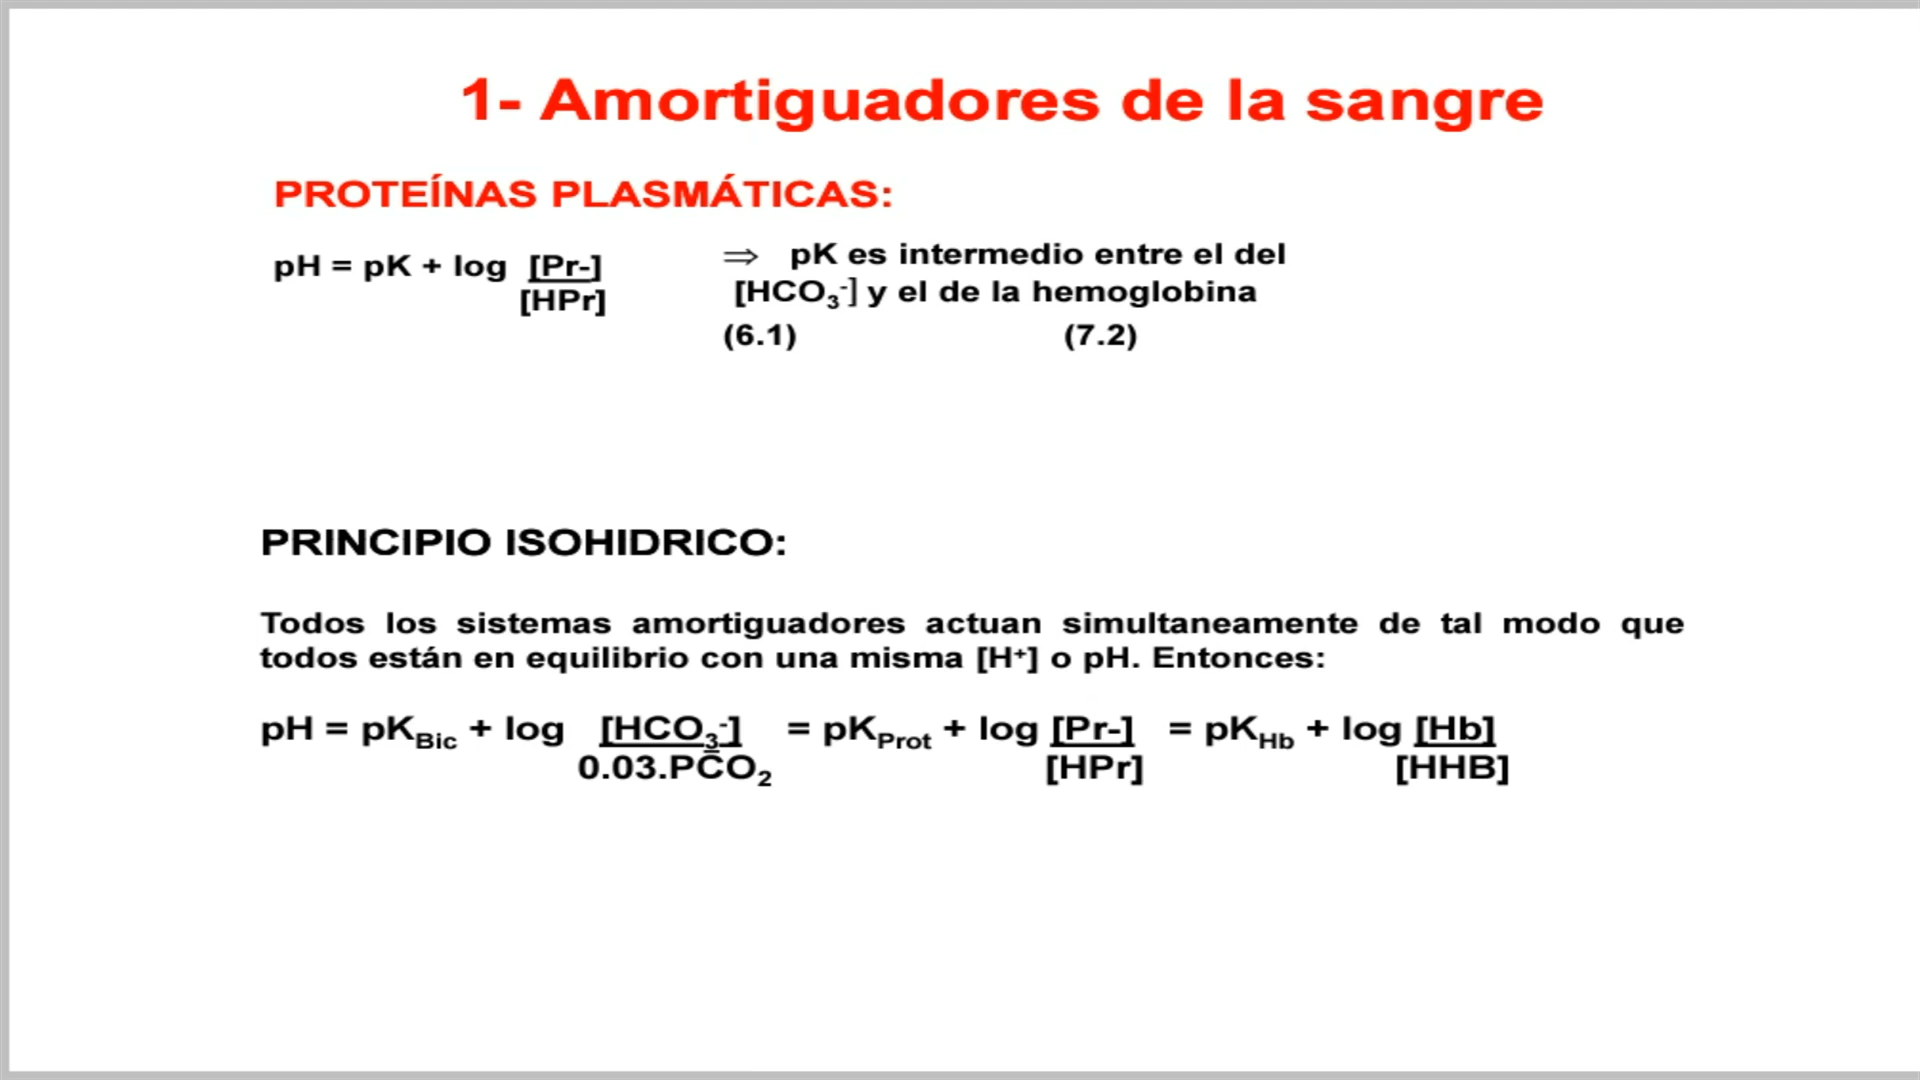 1- Amortiguadores de la sangre
PROTEÍNAS PLASMÁTICAS:
pH = pK + log [Pr-]
[HPr]
⇒ pK es intermedio entre el del
[HCO₃⁻] y el de la hemoglobina
(6.1) (7.2)
PRINCIPIO ISOHIDRICO:
Todos los sistemas amortiguadores actuan simultaneamente de tal modo que
todos están en equilibrio con una misma [H⁺] o pH. Entonces:
pH = pKBic + log [HCO₃⁻] = pKProt + log [Pr-] = pKHb + log [Hb]
0.03.PCO₂ [HPr] [HHB]